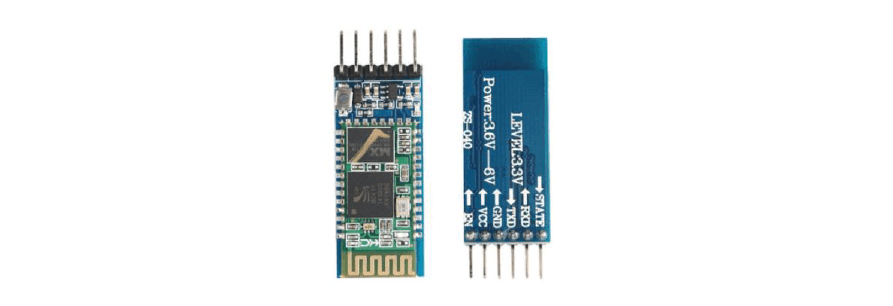 ZS-040
Power:3.6V—6V
LEVEL:3.3V
EN
VCC
GND
TXD
RXD
STATE